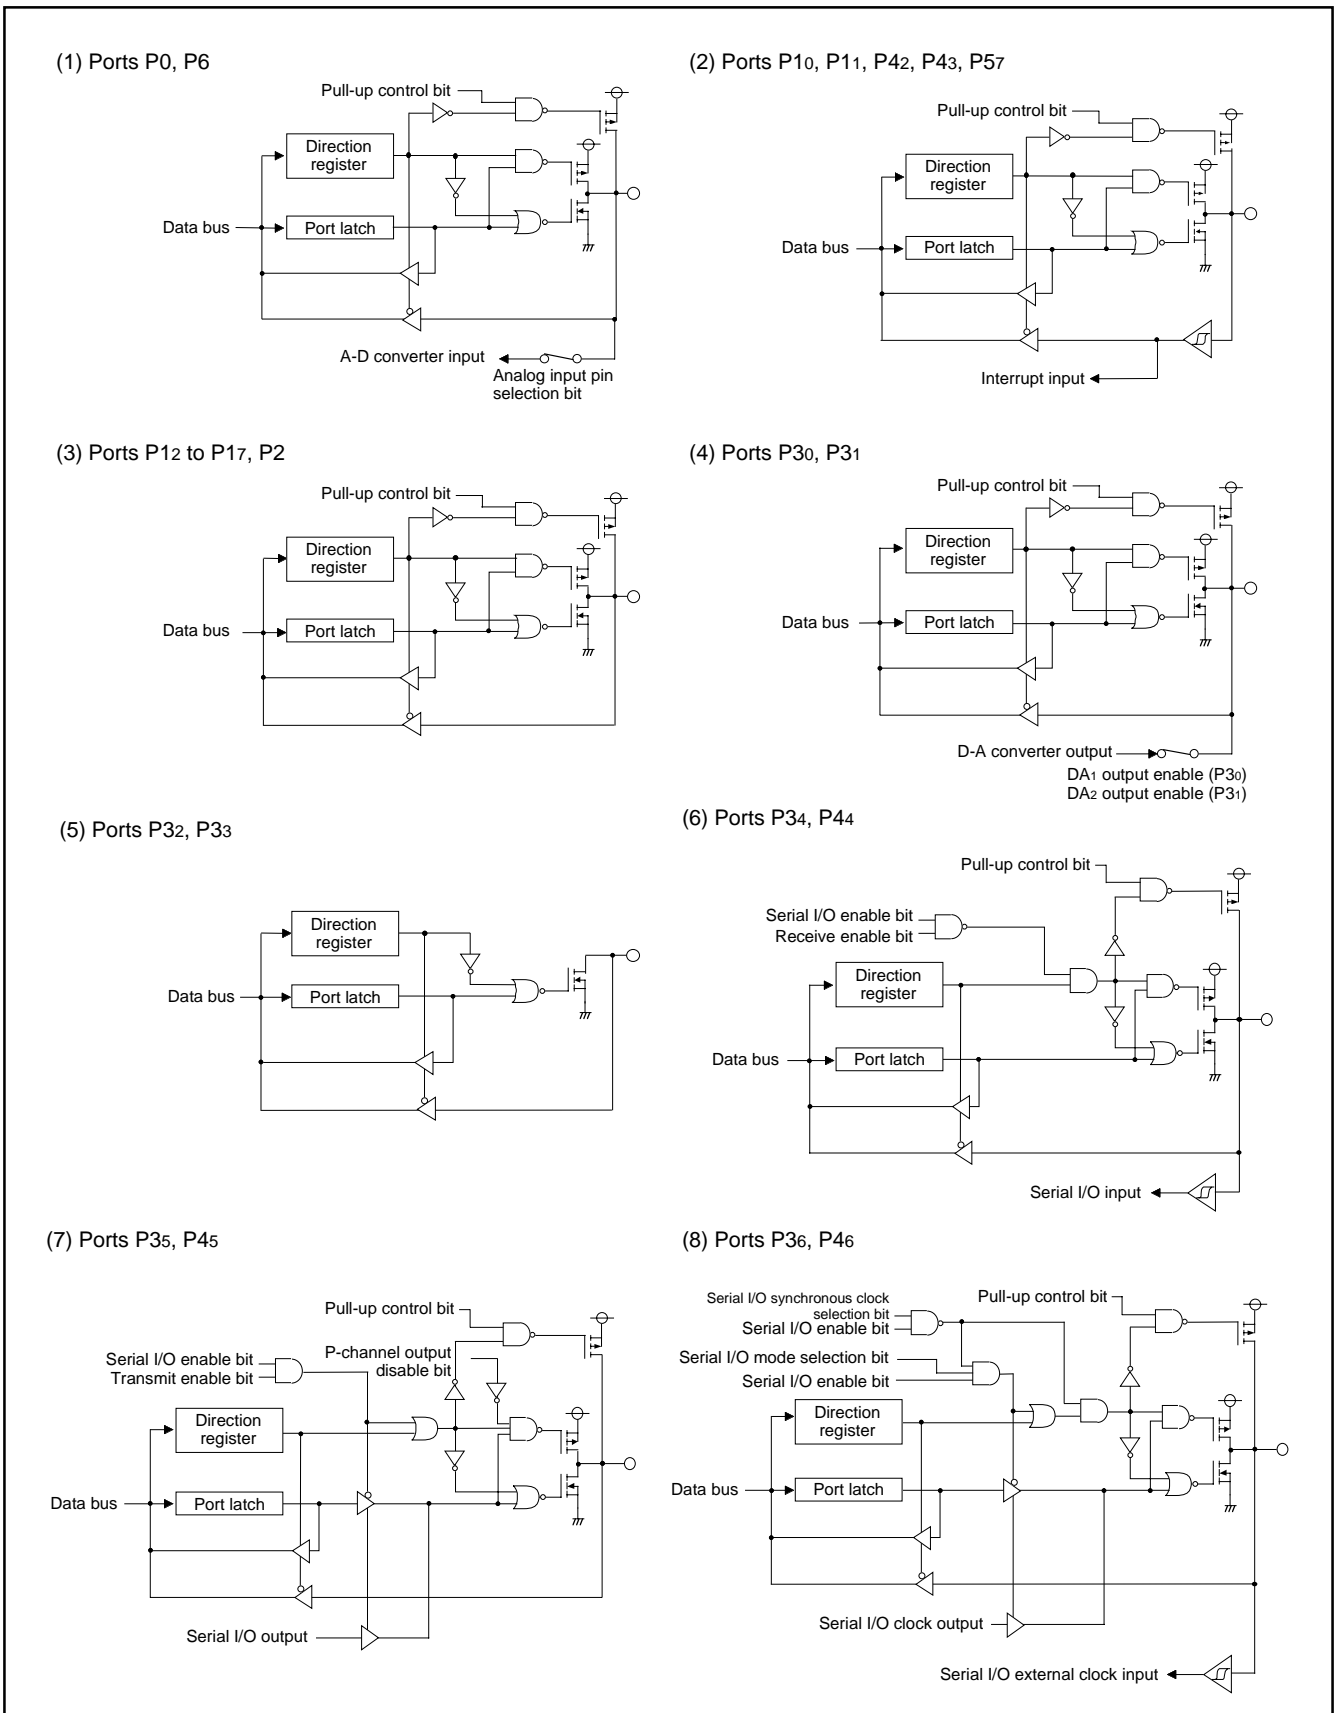 (1) Ports P0, P6
Pull-up control bit
Direction
register
Data bus
Port latch
A-D converter input
Analog input pin
selection bit
(2) Ports P10, P11, P42, P43, P57
Pull-up control bit
Direction
register
Data bus
Port latch
Interrupt input
(3) Ports P12 to P17, P2
Pull-up control bit
Direction
register
Data bus
Port latch
(4) Ports P30, P31
Pull-up control bit
Direction
register
Data bus
Port latch
D-A converter output
DA1 output enable (P30)
DA2 output enable (P31)
(5) Ports P32, P33
Direction
register
Data bus
Port latch
(6) Ports P34, P44
Pull-up control bit
Serial I/O enable bit
Receive enable bit
Direction
register
Data bus
Port latch
Serial I/O input
(7) Ports P35, P45
Pull-up control bit
Serial I/O enable bit
Transmit enable bit
P-channel output
disable bit
Direction
register
Data bus
Port latch
Serial I/O output
(8) Ports P36, P46
Serial I/O synchronous clock
selection bit
Serial I/O enable bit
Pull-up control bit
Serial I/O mode selection bit
Serial I/O enable bit
Direction
register
Data bus
Port latch
Serial I/O clock output
Serial I/O external clock input